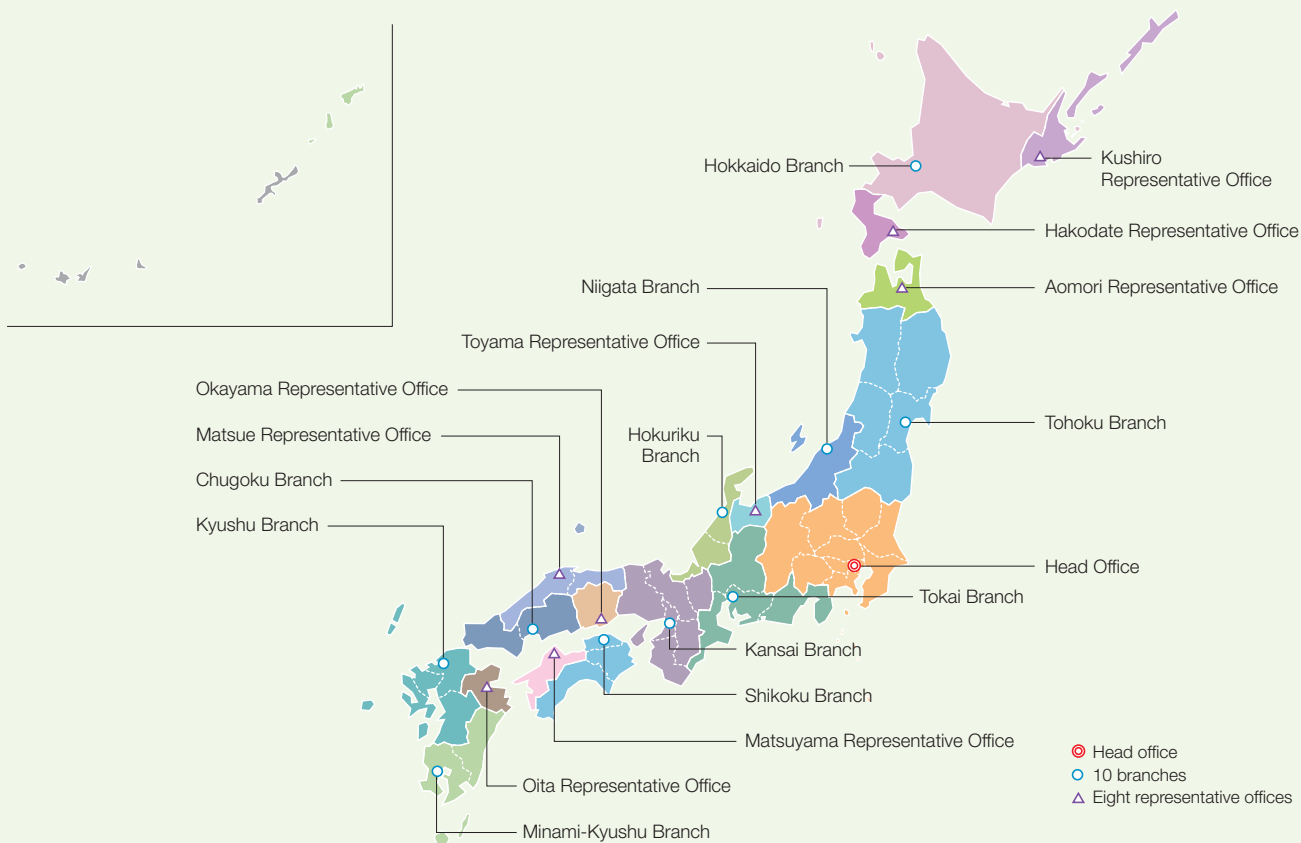 Hokkaido Branch
Kushiro
Representative Office
Hakodate Representative Office
Niigata Branch
Aomori Representative Office
Toyama Representative Office
Okayama Representative Office
Matsue Representative Office
Hokuriku
Branch
Tohoku Branch
Chugoku Branch
Kyushu Branch
Head Office
Tokai Branch
Kansai Branch
Shikoku Branch
Matsuyama Representative Office
Oita Representative Office
Minami-Kyushu Branch
Head office
10 branches
Eight representative offices